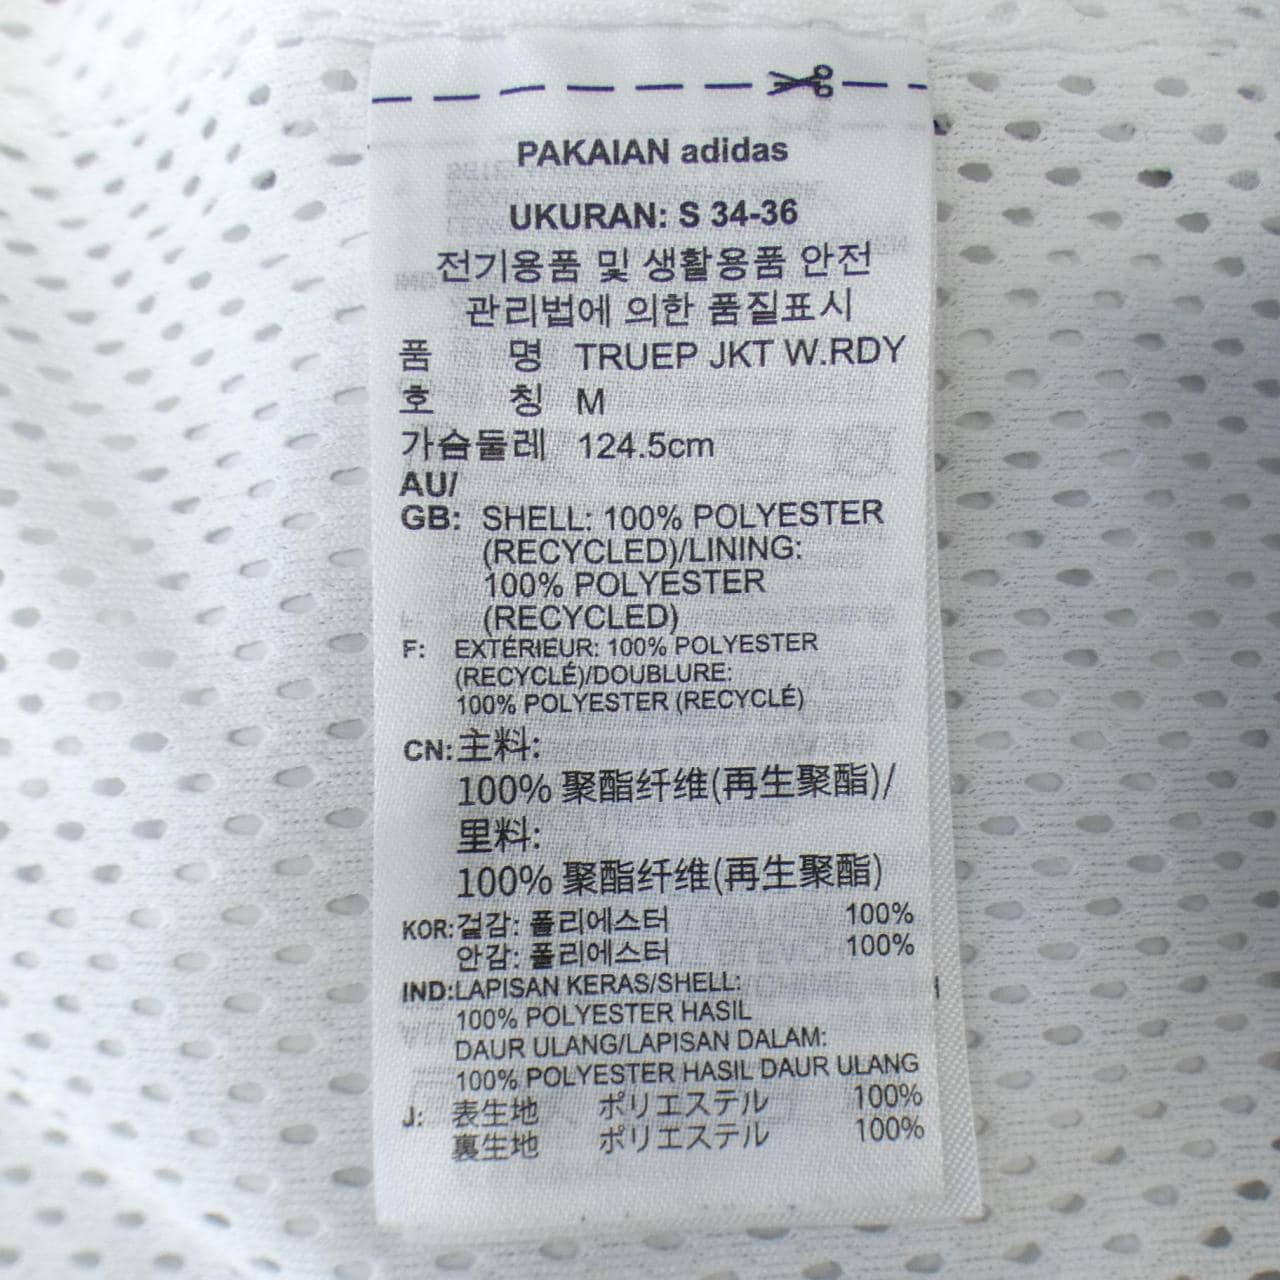 PAKAIAN adidas
UKURAN: S 34-36
전기용품 및 생활용품 안전
관리법에 의한 품질표시
품 명 TRUEP JKT W.RDY
호 칭 M
가슴둘레 124.5cm
AU/
GB: SHELL: 100% POLYESTER
(RECYCLED)/LINING:
100% POLYESTER
(RECYCLED)
F: EXTÉRIEUR: 100% POLYESTER
(RECYCLÉ)/DOUBLURE:
100% POLYESTER (RECYCLÉ)
CN: 主料:
100% 聚酯纤维(再生聚酯)/
里料:
100% 聚酯纤维(再生聚酯)
KOR: 겉감: 폴리에스터 100%
안감: 폴리에스터 100%
IND: LAPISAN KERAS/SHELL:
100% POLYESTER HASIL
DAUR ULANG/LAPISAN DALAM:
100% POLYESTER HASIL DAUR ULANG
J: 表生地 ポリエステル 100%
裏生地 ポリエステル 100%